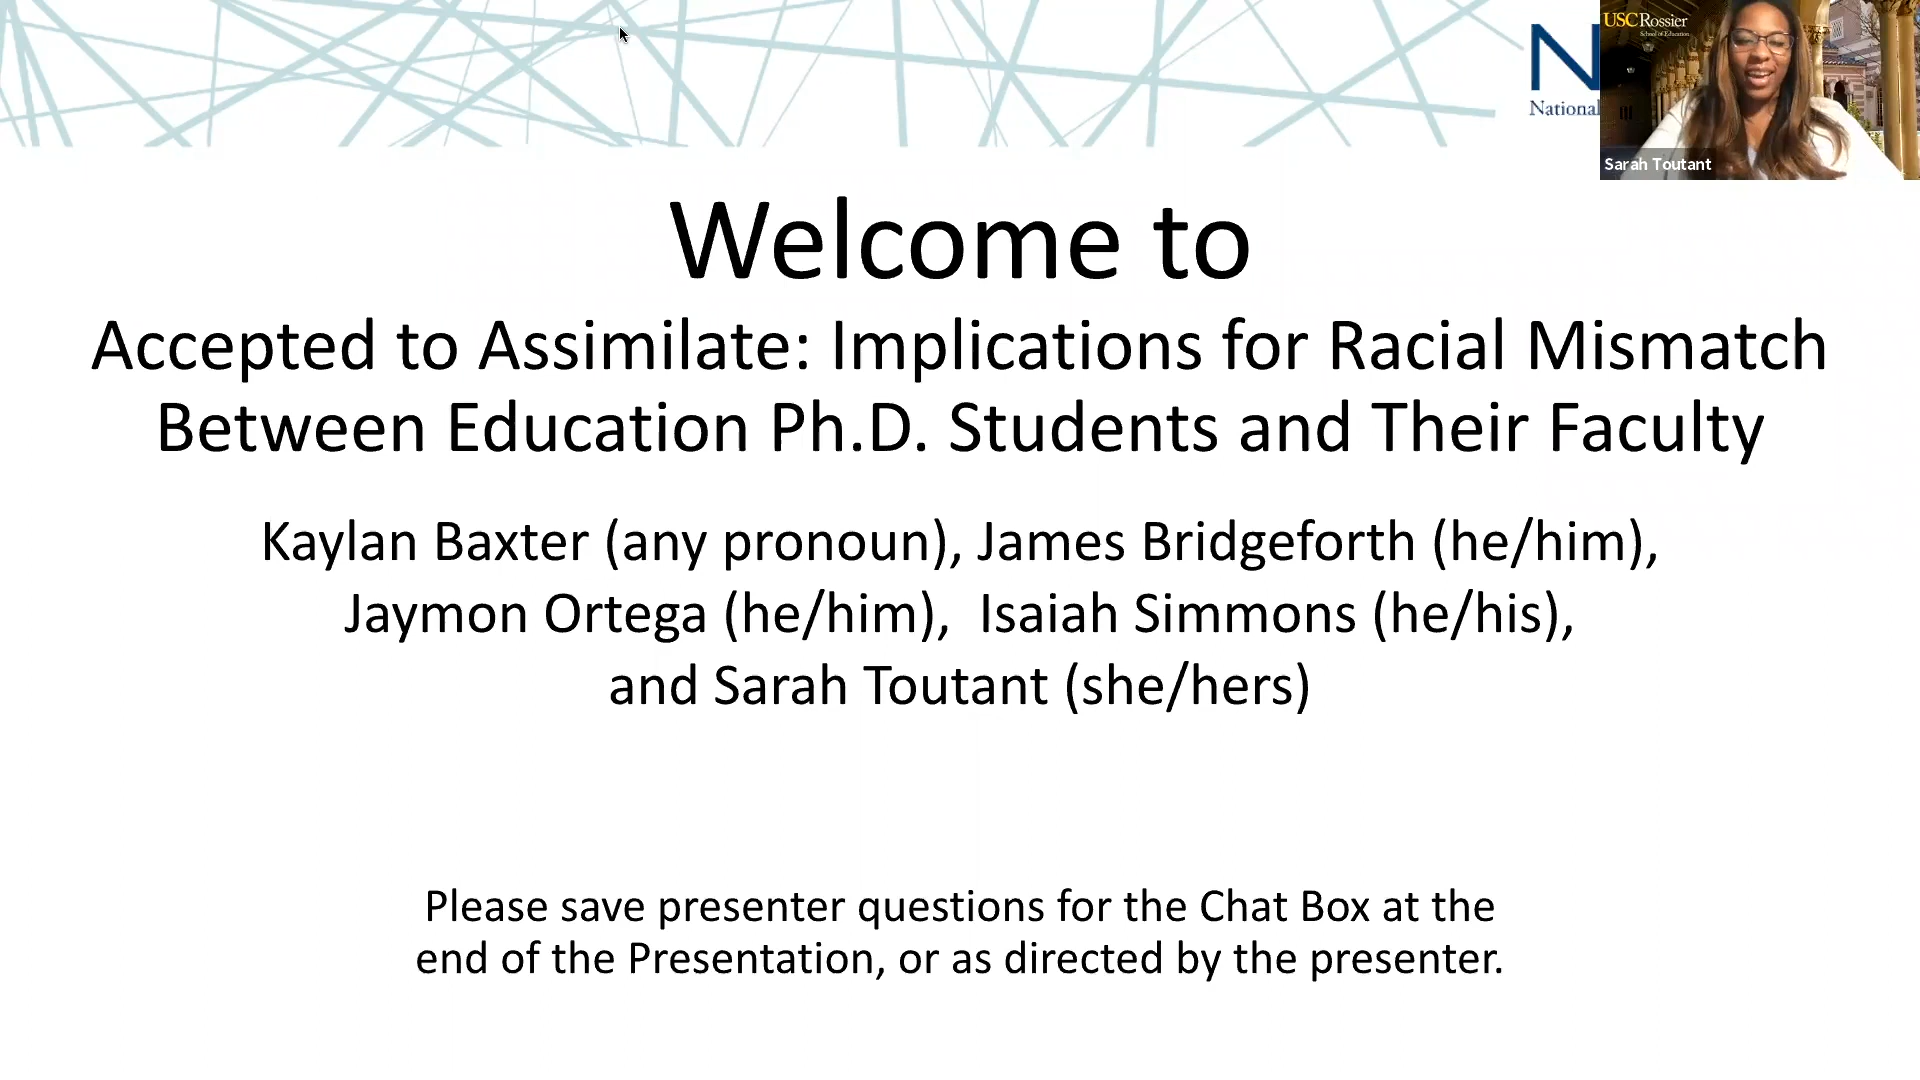 N
National
USC Rossier
School of Education
Sarah Toutant
Welcome to
Accepted to Assimilate: Implications for Racial Mismatch
Between Education Ph.D. Students and Their Faculty
Kaylan Baxter (any pronoun), James Bridgeforth (he/him),
Jaymon Ortega (he/him), Isaiah Simmons (he/his),
and Sarah Toutant (she/hers)
Please save presenter questions for the Chat Box at the
end of the Presentation, or as directed by the presenter.